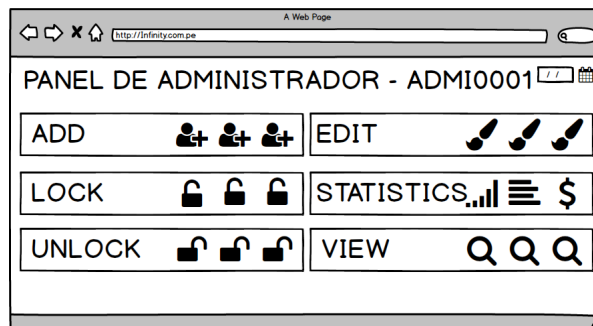 A Web Page
http://Infinity.com.pe
PANEL DE ADMINISTRADOR - ADMI0001 / /
ADD EDIT
LOCK STATISTICS $
UNLOCK VIEW